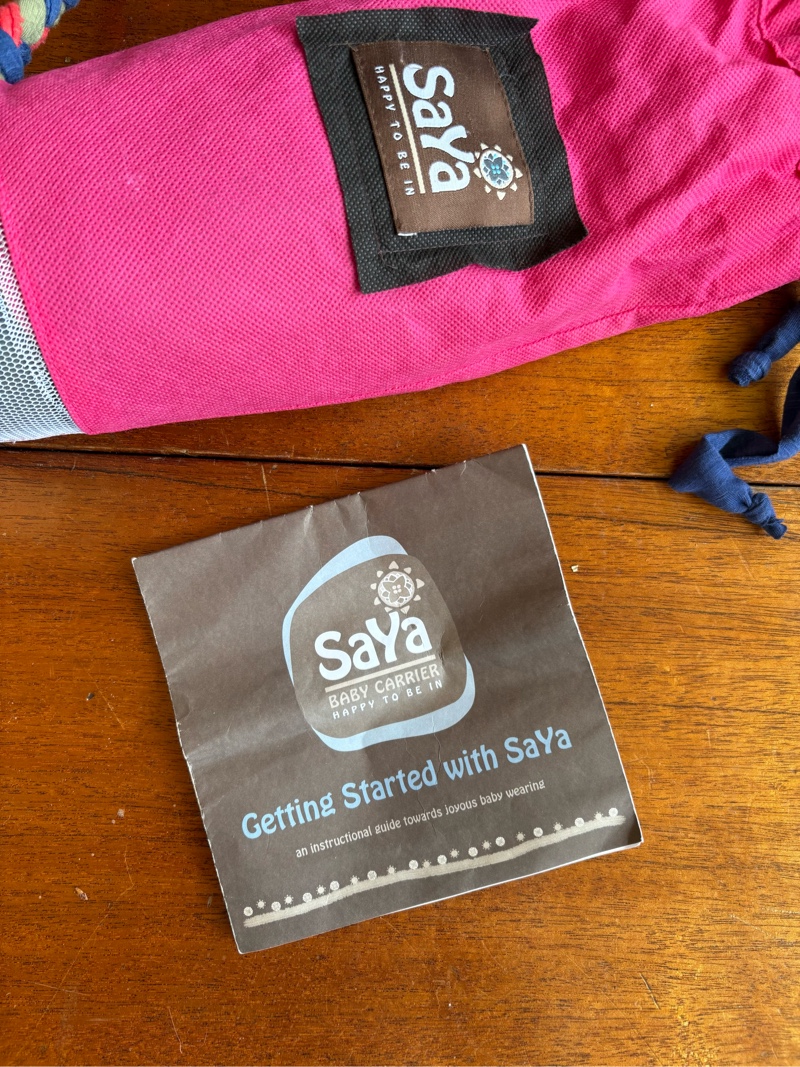 SaYa
HAPPY TO BE IN
SaYa
BABY CARRIER
HAPPY TO BE IN
Getting Started with SaYa
an instructional guide towards joyous baby wearing